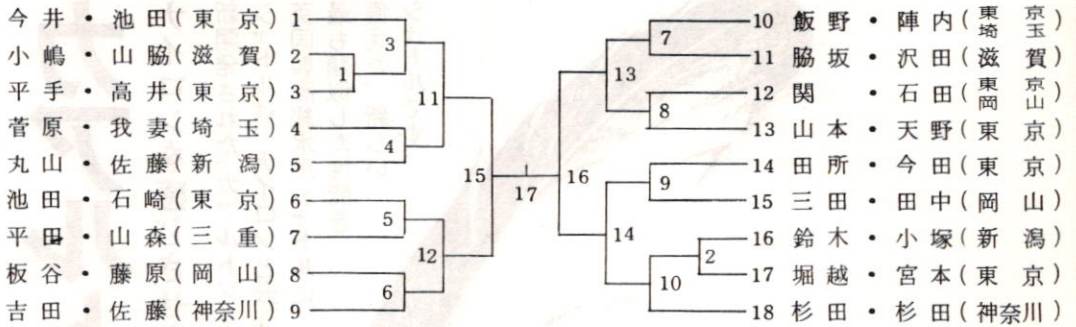 今井・池田(東京) 1
小嶋・山脇(滋賀) 2
平手・高井(東京) 3
菅原・我妻(埼玉) 4
丸山・佐藤(新潟) 5
池田・石崎(東京) 6
平田・山森(三重) 7
板谷・藤原(岡山) 8
吉田・佐藤(神奈川) 9
3
1
11
4
15
5
12
6
17
10 飯野・陣内(東京 埼玉)
11 脇坂・沢田(滋賀)
12 関・石田(東京 岡山)
13 山本・天野(東京)
14 田所・今田(東京)
15 三田・田中(岡山)
16 鈴木・小塚(新潟)
17 堀越・宮本(東京)
18 杉田・杉田(神奈川)
7
13
8
16
9
14
2
10